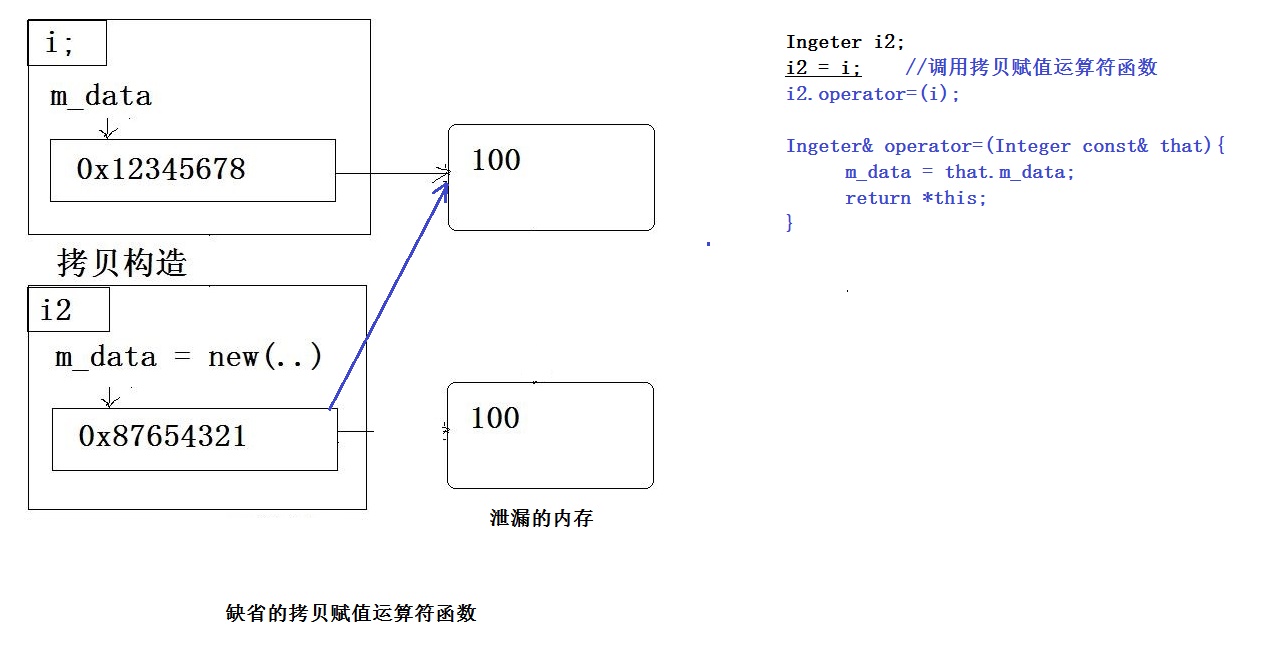 i;
m_data
0x12345678
100
拷贝构造
i2
m_data = new(..)
0x87654321
100
泄漏的内存
缺省的拷贝赋值运算符函数
Ingeter i2;
i2 = i; //调用拷贝赋值运算符函数
i2.operator=(i);
Ingeter& operator=(Integer const& that){
m_data = that.m_data;
return *this;
}